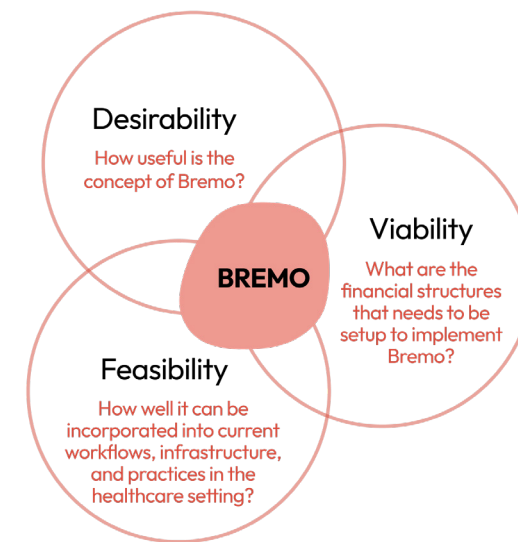 Desirability
How useful is the
concept of Bremo?
Viability
What are the
financial structures
that needs to be
setup to implement
Bremo?
BREMO
Feasibility
How well it can be
incorporated into current
workflows, infrastructure,
and practices in the
healthcare setting?